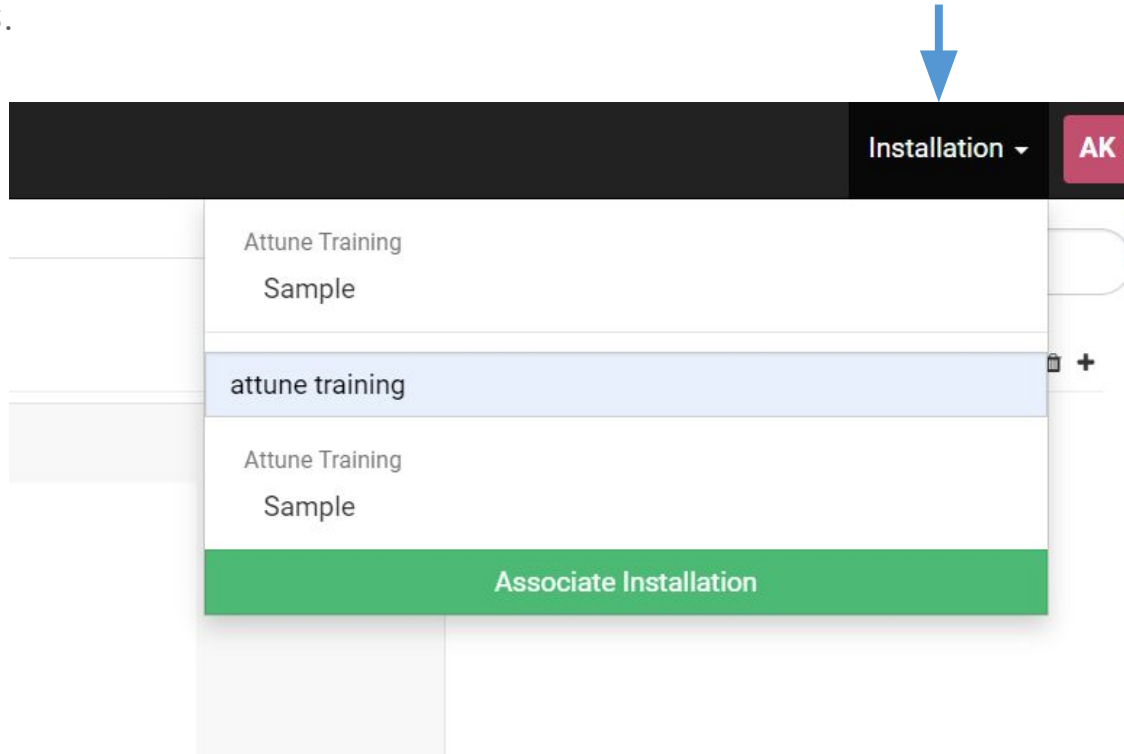 Installation
AK
Attune Training
Sample
attune training
Attune Training
Sample
Associate Installation